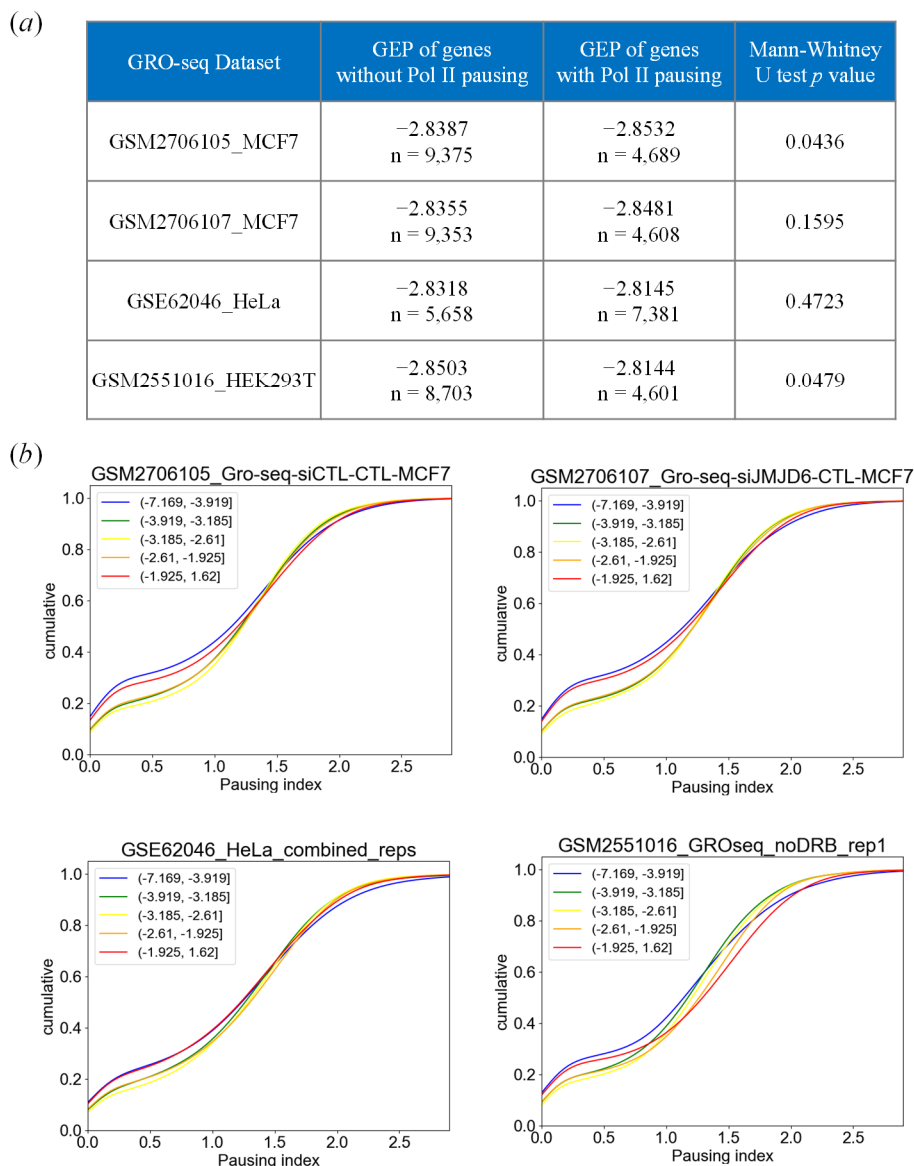 (a)
GRO-seq Dataset
GEP of genes
without Pol II pausing
GEP of genes
with Pol II pausing
Mann-Whitney
U test p value
GSM2706105_MCF7
−2.8387
n = 9,375
−2.8532
n = 4,689
0.0436
GSM2706107_MCF7
−2.8355
n = 9,353
−2.8481
n = 4,608
0.1595
GSE62046_HeLa
−2.8318
n = 5,658
−2.8145
n = 7,381
0.4723
GSM2551016_HEK293T
−2.8503
n = 8,703
−2.8144
n = 4,601
0.0479
(b)
GSM2706105_Gro-seq-siCTL-CTL-MCF7
(-7.169, -3.919]
(-3.919, -3.185]
(-3.185, -2.61]
(-2.61, -1.925]
(-1.925, 1.62]
cumulative
1.0
0.8
0.6
0.4
0.2
0.0
0.0 0.5 1.0 1.5 2.0 2.5
Pausing index
GSM2706107_Gro-seq-siJMJD6-CTL-MCF7
(-7.169, -3.919]
(-3.919, -3.185]
(-3.185, -2.61]
(-2.61, -1.925]
(-1.925, 1.62]
cumulative
1.0
0.8
0.6
0.4
0.2
0.0
0.0 0.5 1.0 1.5 2.0 2.5
Pausing index
GSE62046_HeLa_combined_reps
(-7.169, -3.919]
(-3.919, -3.185]
(-3.185, -2.61]
(-2.61, -1.925]
(-1.925, 1.62]
cumulative
1.0
0.8
0.6
0.4
0.2
0.0
0.0 0.5 1.0 1.5 2.0 2.5
Pausing index
GSM2551016_GROseq_noDRB_rep1
(-7.169, -3.919]
(-3.919, -3.185]
(-3.185, -2.61]
(-2.61, -1.925]
(-1.925, 1.62]
cumulative
1.0
0.8
0.6
0.4
0.2
0.0
0.0 0.5 1.0 1.5 2.0 2.5
Pausing index